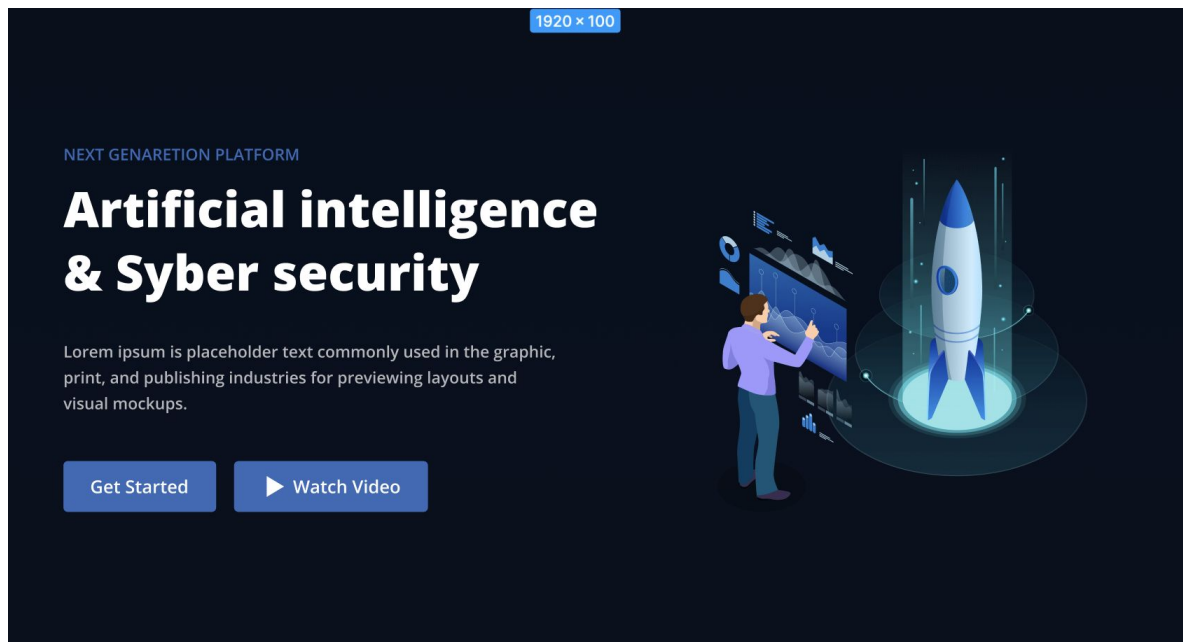 1920 × 100
NEXT GENARETION PLATFORM
Artificial intelligence
& Syber security
Lorem ipsum is placeholder text commonly used in the graphic,
print, and publishing industries for previewing layouts and
visual mockups.
Get Started
Watch Video